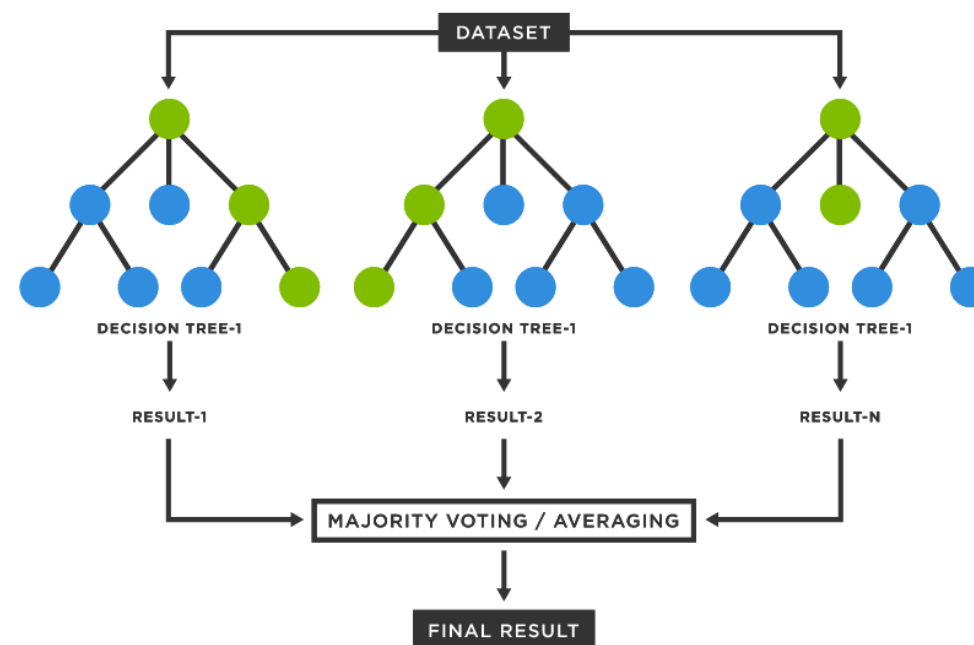 DATASET
DECISION TREE-1
DECISION TREE-1
DECISION TREE-1
RESULT-1
RESULT-2
RESULT-N
MAJORITY VOTING / AVERAGING
FINAL RESULT